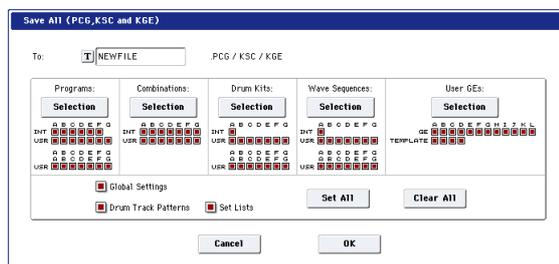 Save All (PCG,KSC and KGE)
To: T NEWFILE .PCG / KSC / KGE
Programs: Combinations: Drum Kits: Wave Sequences: User GEs:
Selection Selection Selection Selection Selection
A B C D E F G A B C D E F G A B C D E F G A B C D E F G A B C D E F G H I J K L
INT INT INT INT GE
USR USR USR USR TEMPLATE
A B C D E F G A B C D E F G A B C D E F G A B C D E F G
A B C D E F G A B C D E F G A B C D E F G
USR USR USR
Global Settings
Drum Track Patterns Set Lists Set All Clear All
Cancel OK